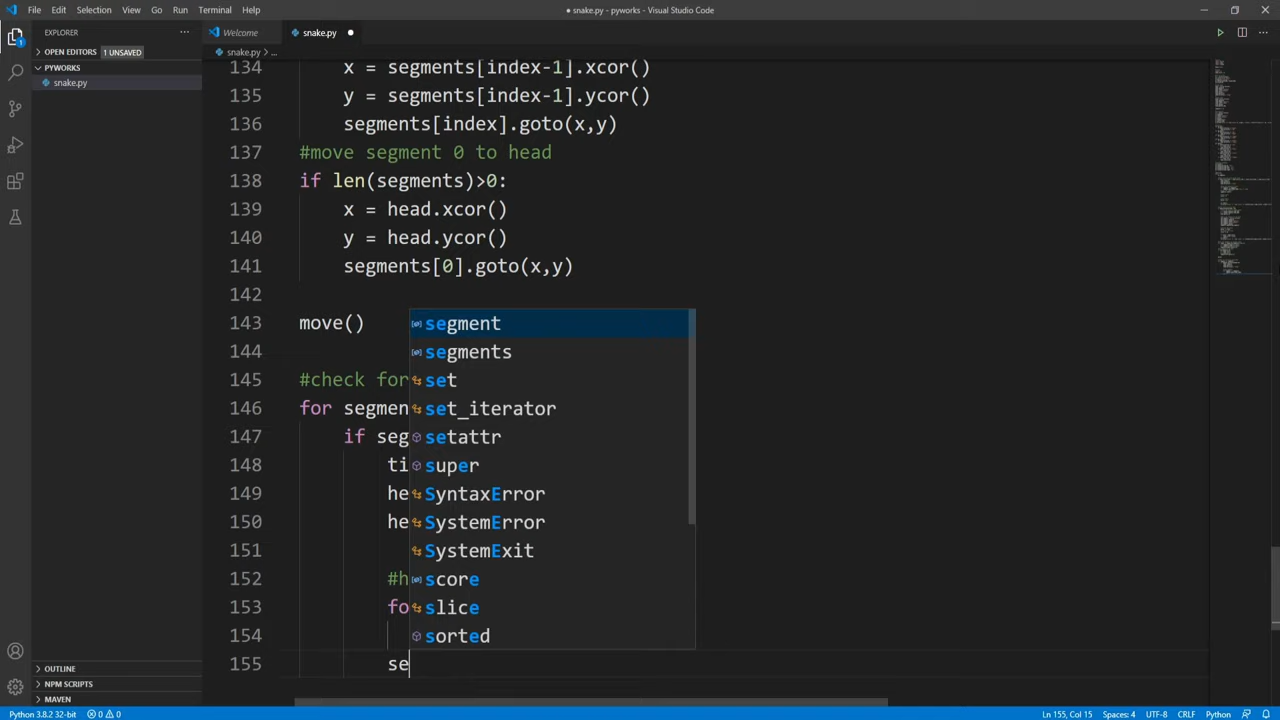 File Edit Selection View Go Run Terminal Help
● snake.py - pyworks - Visual Studio Code
EXPLORER
OPEN EDITORS 1 UNSAVED
PYWORKS
snake.py
1
Welcome
snake.py
snake.py > ...
134 x = segments[index-1].xcor()
135 y = segments[index-1].ycor()
136 segments[index].goto(x,y)
137 #move segment 0 to head
138 if len(segments)>0:
139 x = head.xcor()
140 y = head.ycor()
141 segments[0].goto(x,y)
142
143 move()
144
145 #check for
146 for segmen
147 if seg
148 ti
149 he
150 he
151
152 #h
153 fo
154
155 se
segment
segments
set
set_iterator
setattr
super
SyntaxError
SystemError
SystemExit
score
slice
sorted
OUTLINE
NPM SCRIPTS
MAVEN
Python 3.8.2 32-bit 0 0
Ln 155, Col 15 Spaces: 4 UTF-8 CRLF Python